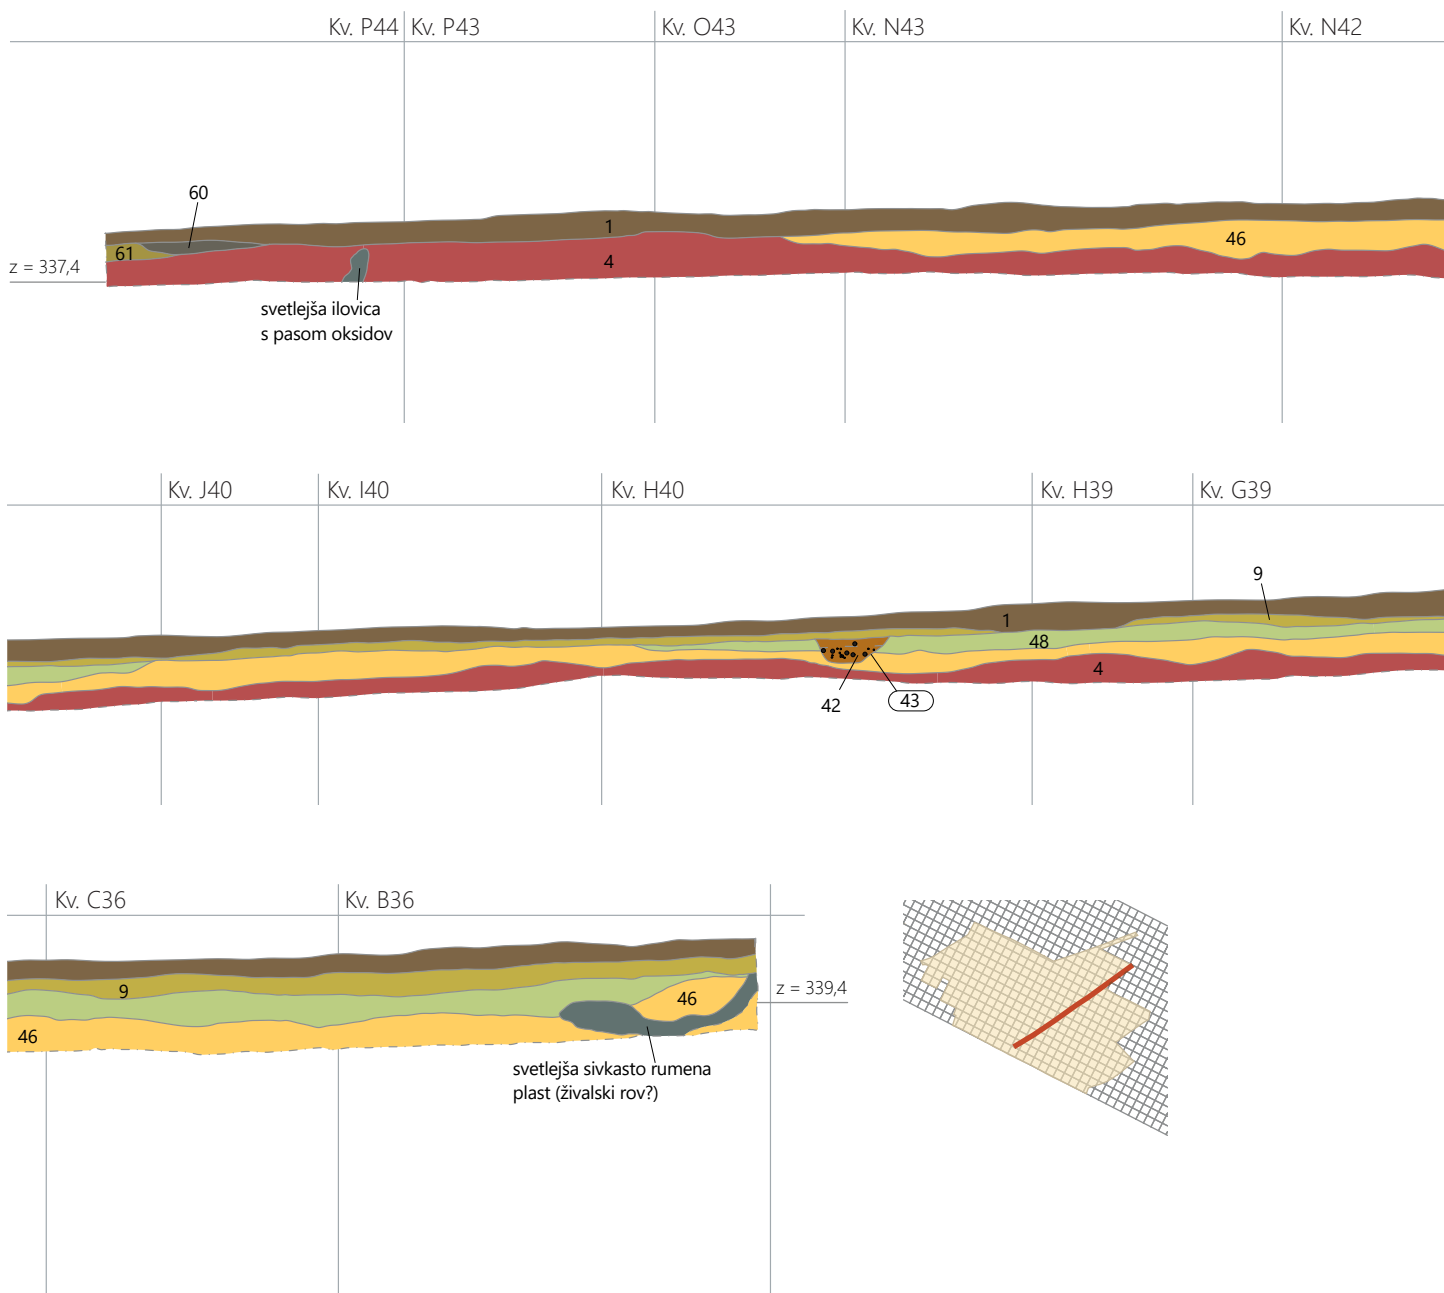 Kv. P44
Kv. P43
Kv. O43
Kv. N43
Kv. N42
60
1
61
46
4
z = 337,4
svetlejša ilovica
s pasom oksidov
Kv. J40
Kv. I40
Kv. H40
Kv. H39
Kv. G39
9
1
48
4
42
43
Kv. C36
Kv. B36
9
46
z = 339,4
46
svetlejša sivkasto rumena
plast (živalski rov?)